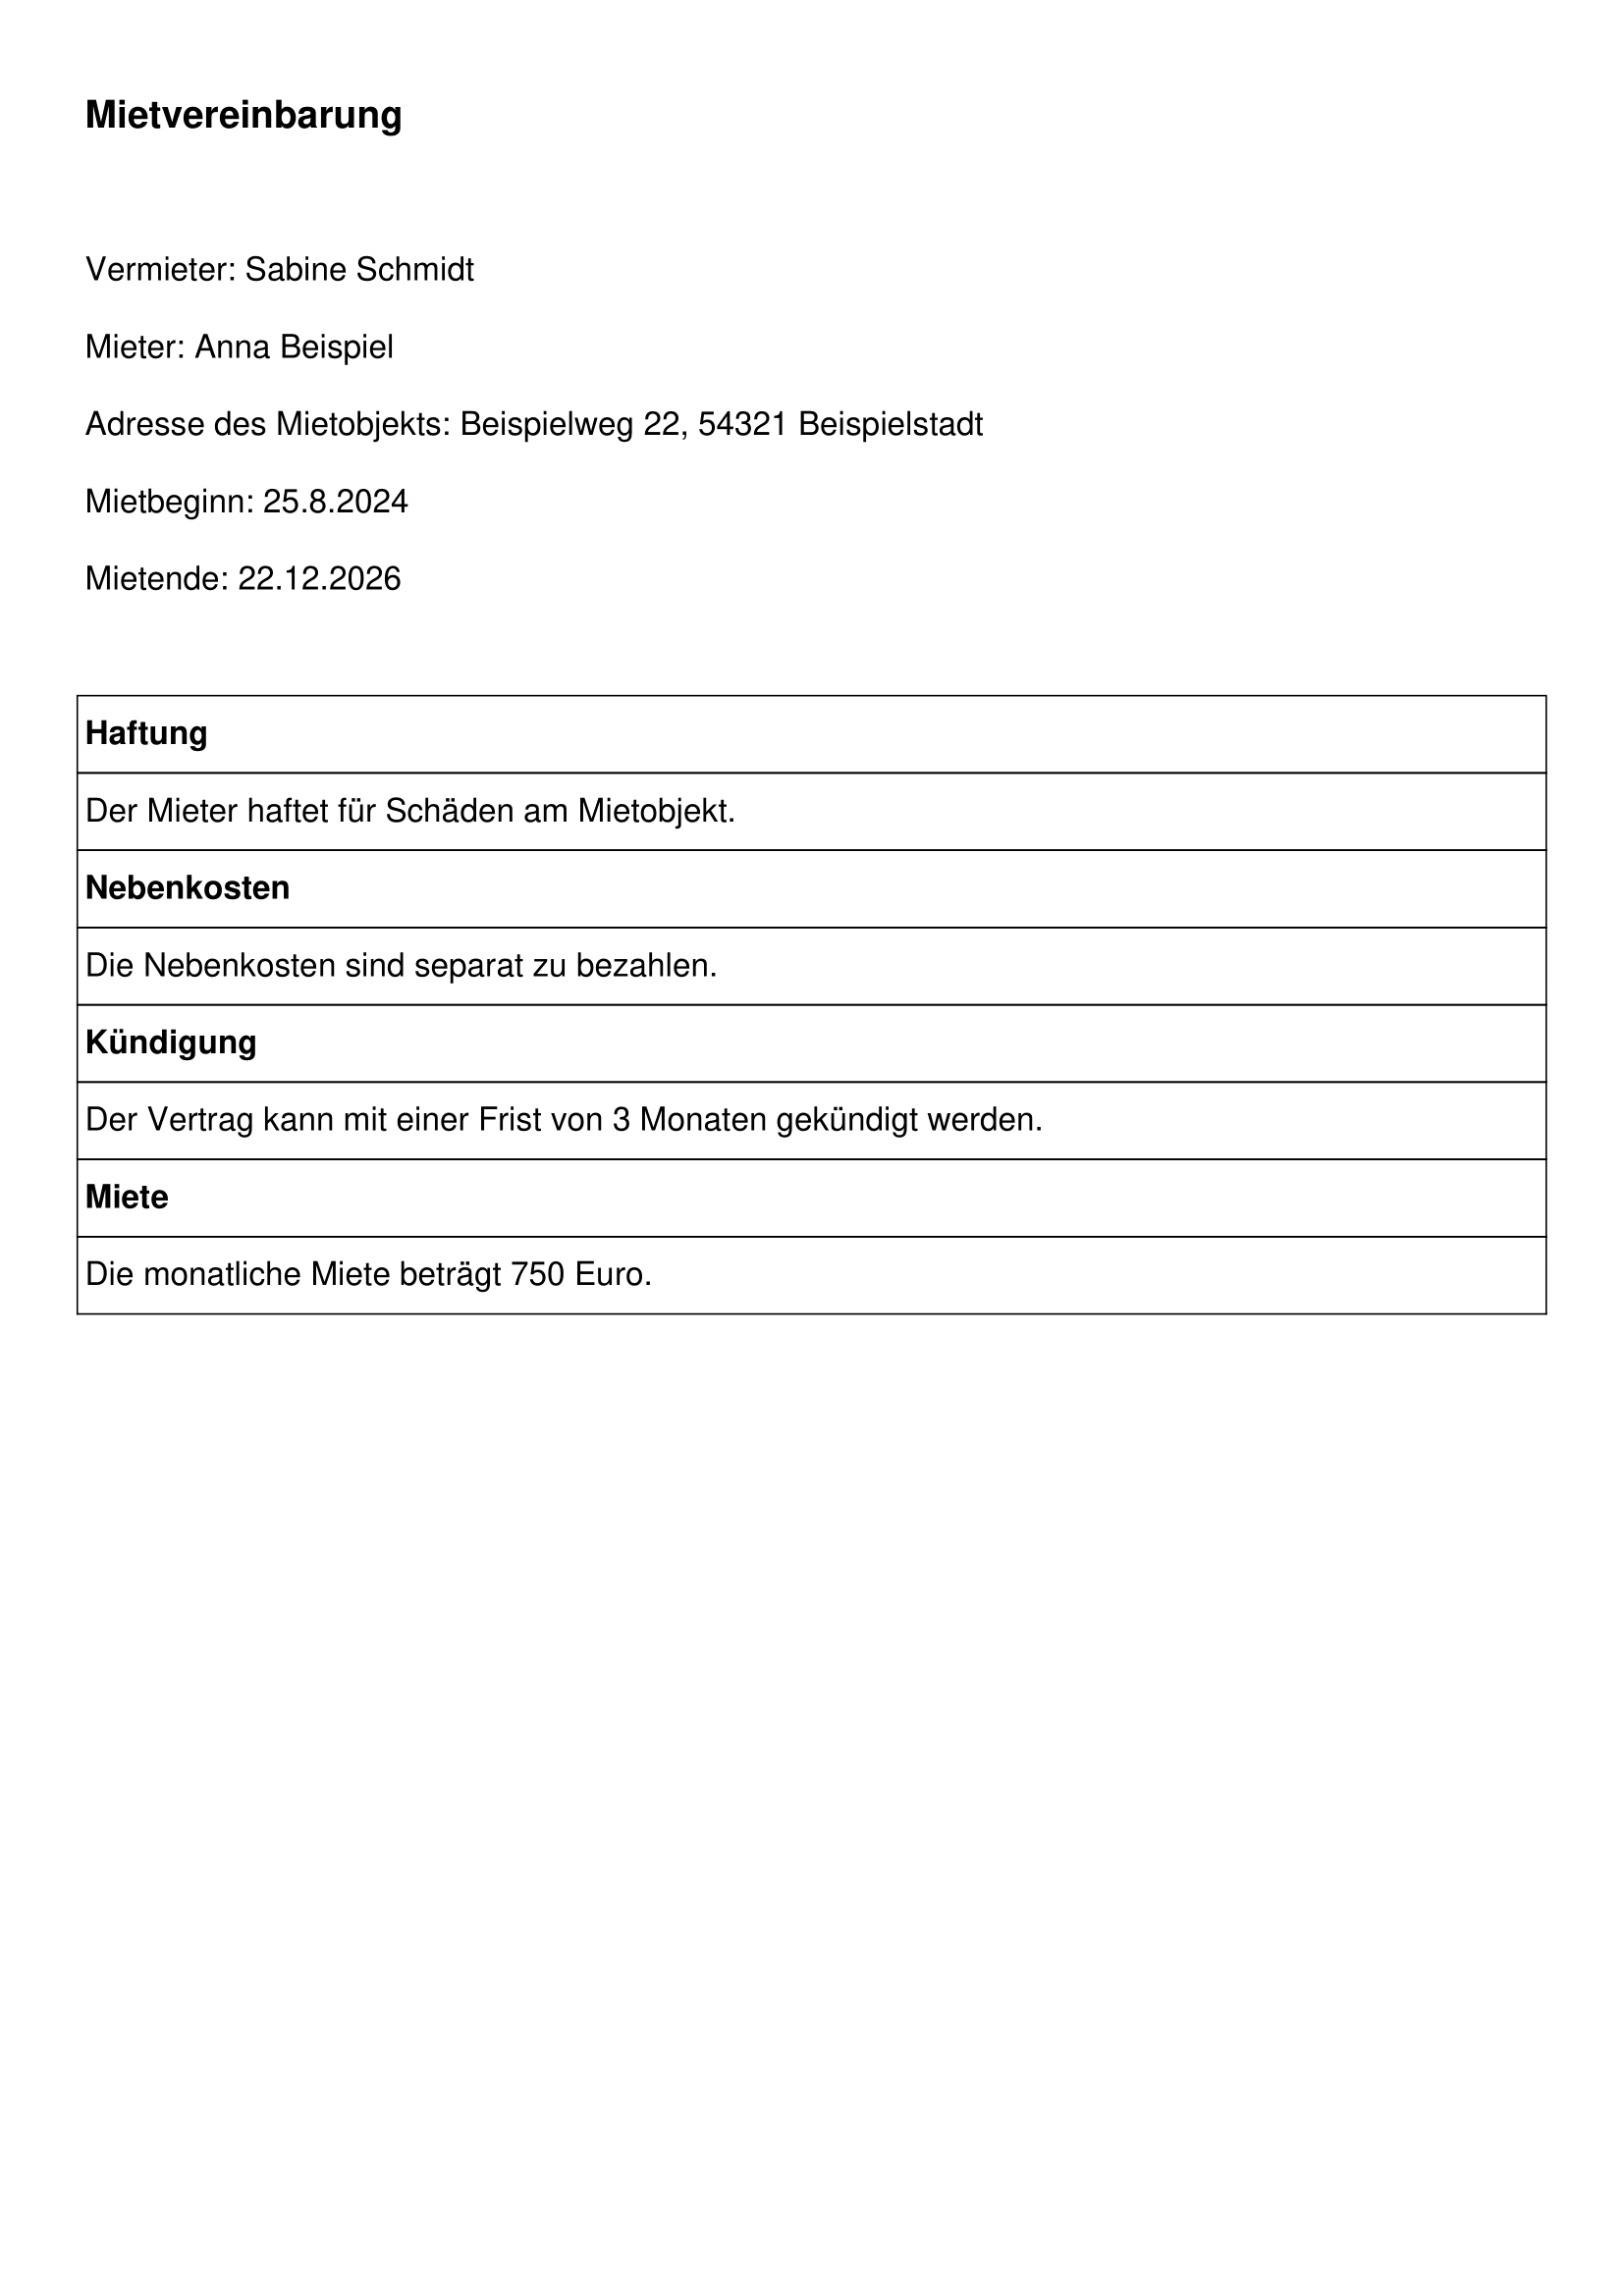 Mietvereinbarung
Vermieter: Sabine Schmidt
Mieter: Anna Beispiel
Adresse des Mietobjekts: Beispielweg 22, 54321 Beispielstadt
Mietbeginn: 25.8.2024
Mietende: 22.12.2026
Haftung
Der Mieter haftet für Schäden am Mietobjekt.
Nebenkosten
Die Nebenkosten sind separat zu bezahlen.
Kündigung
Der Vertrag kann mit einer Frist von 3 Monaten gekündigt werden.
Miete
Die monatliche Miete beträgt 750 Euro.